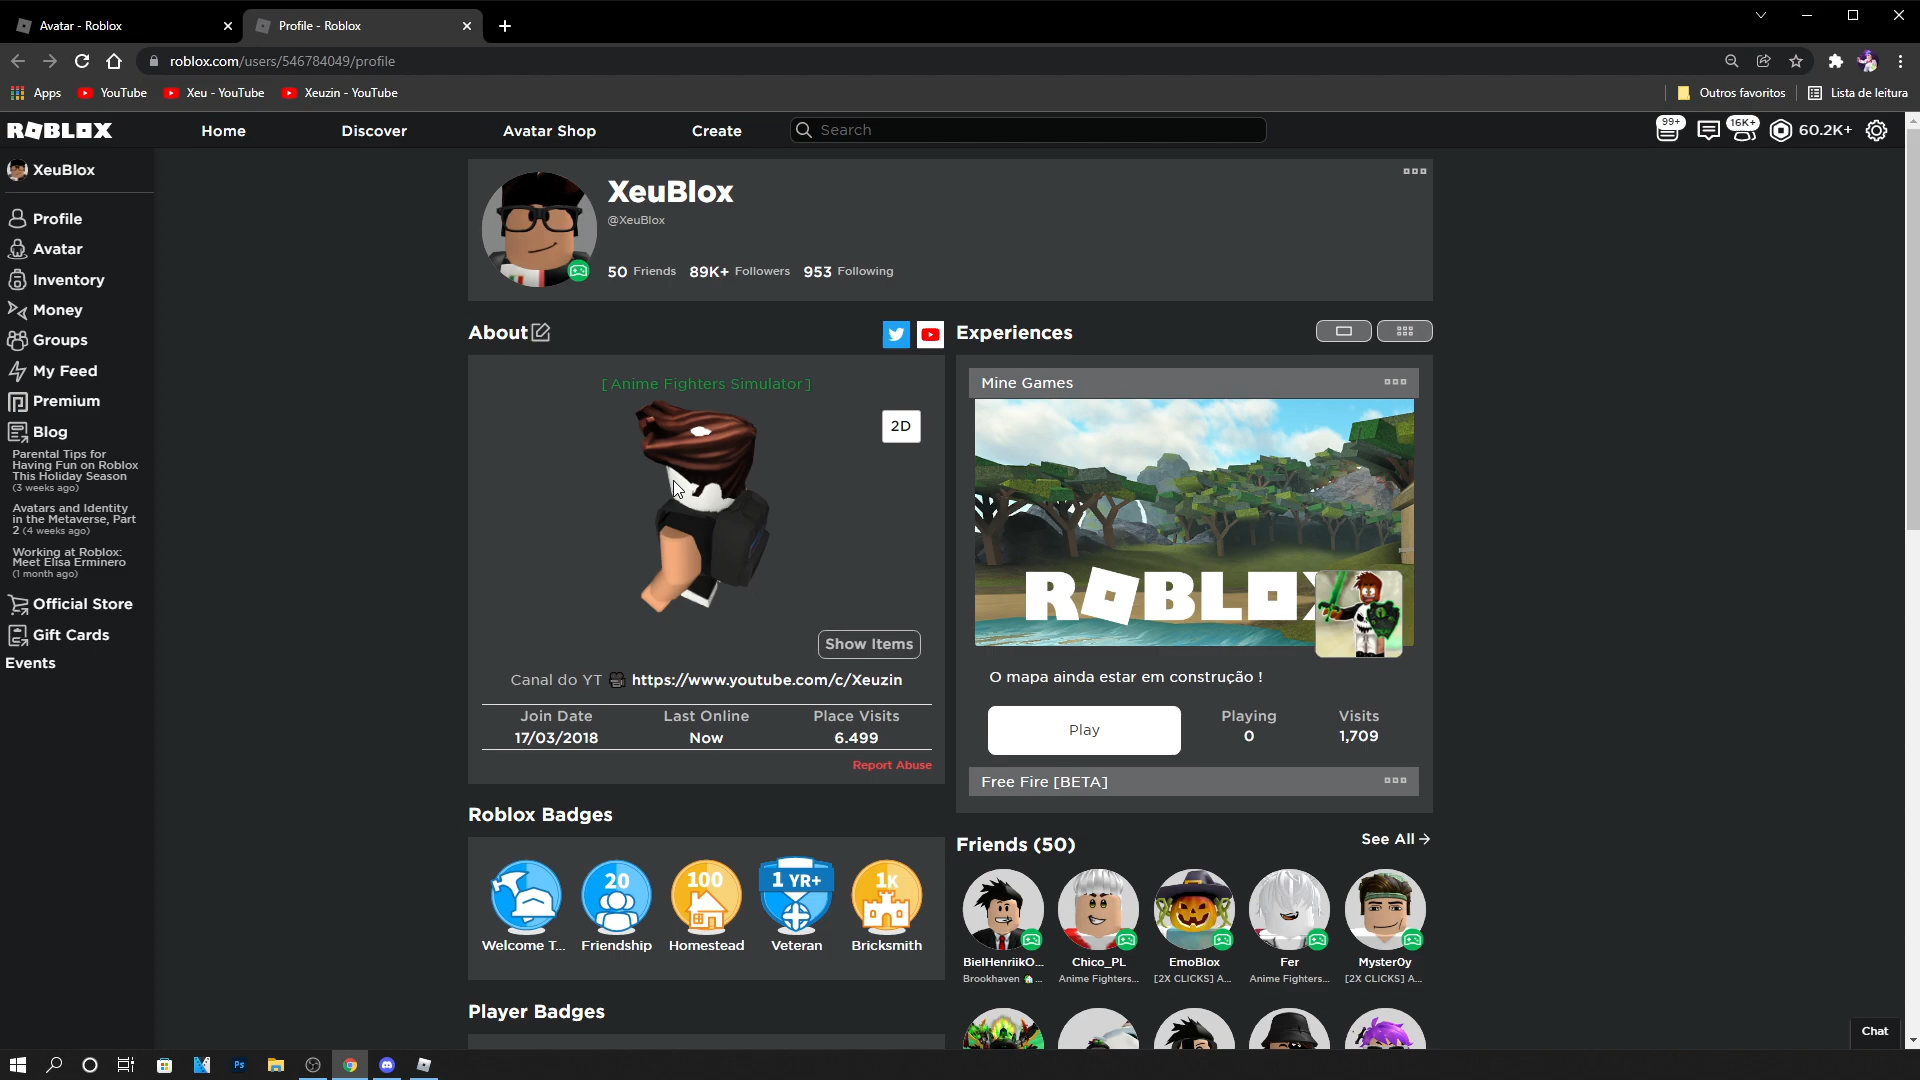 Avatar - Roblox
Profile - Roblox
roblox.com/users/546784049/profile
Apps
YouTube
Xeu - YouTube
Xeuzin - YouTube
Outros favoritos
Lista de leitura
ROBLOX
Home
Discover
Avatar Shop
Create
Search
99+
16K+
60.2K+
XeuBlox
Profile
Avatar
Inventory
Money
Groups
My Feed
Premium
Blog
Parental Tips for
Having Fun on Roblox
This Holiday Season
(3 weeks ago)
Avatars and Identity
in the Metaverse, Part
2 (4 weeks ago)
Working at Roblox:
Meet Elisa Erminero
(1 month ago)
Official Store
Gift Cards
Events
XeuBlox
@XeuBlox
50 Friends 89K+ Followers 953 Following
About
[ Anime Fighters Simulator ]
2D
Show Items
Canal do YT https://www.youtube.com/c/Xeuzin
Join Date Last Online Place Visits
17/03/2018 Now 6.499
Report Abuse
Roblox Badges
20
100
1 YR+
1K
Welcome T... Friendship Homestead Veteran Bricksmith
Player Badges
Experiences
Mine Games
ROBLOX
O mapa ainda estar em construção !
Play
Playing Visits
0 1,709
Free Fire [BETA]
Friends (50)
See All
BielHenriikO... Chico_PL EmoBlox Fer Myster0y
Brookhaven ... Anime Fighters... [2X CLICKS] A... Anime Fighters... [2X CLICKS] A...
Chat
Ps